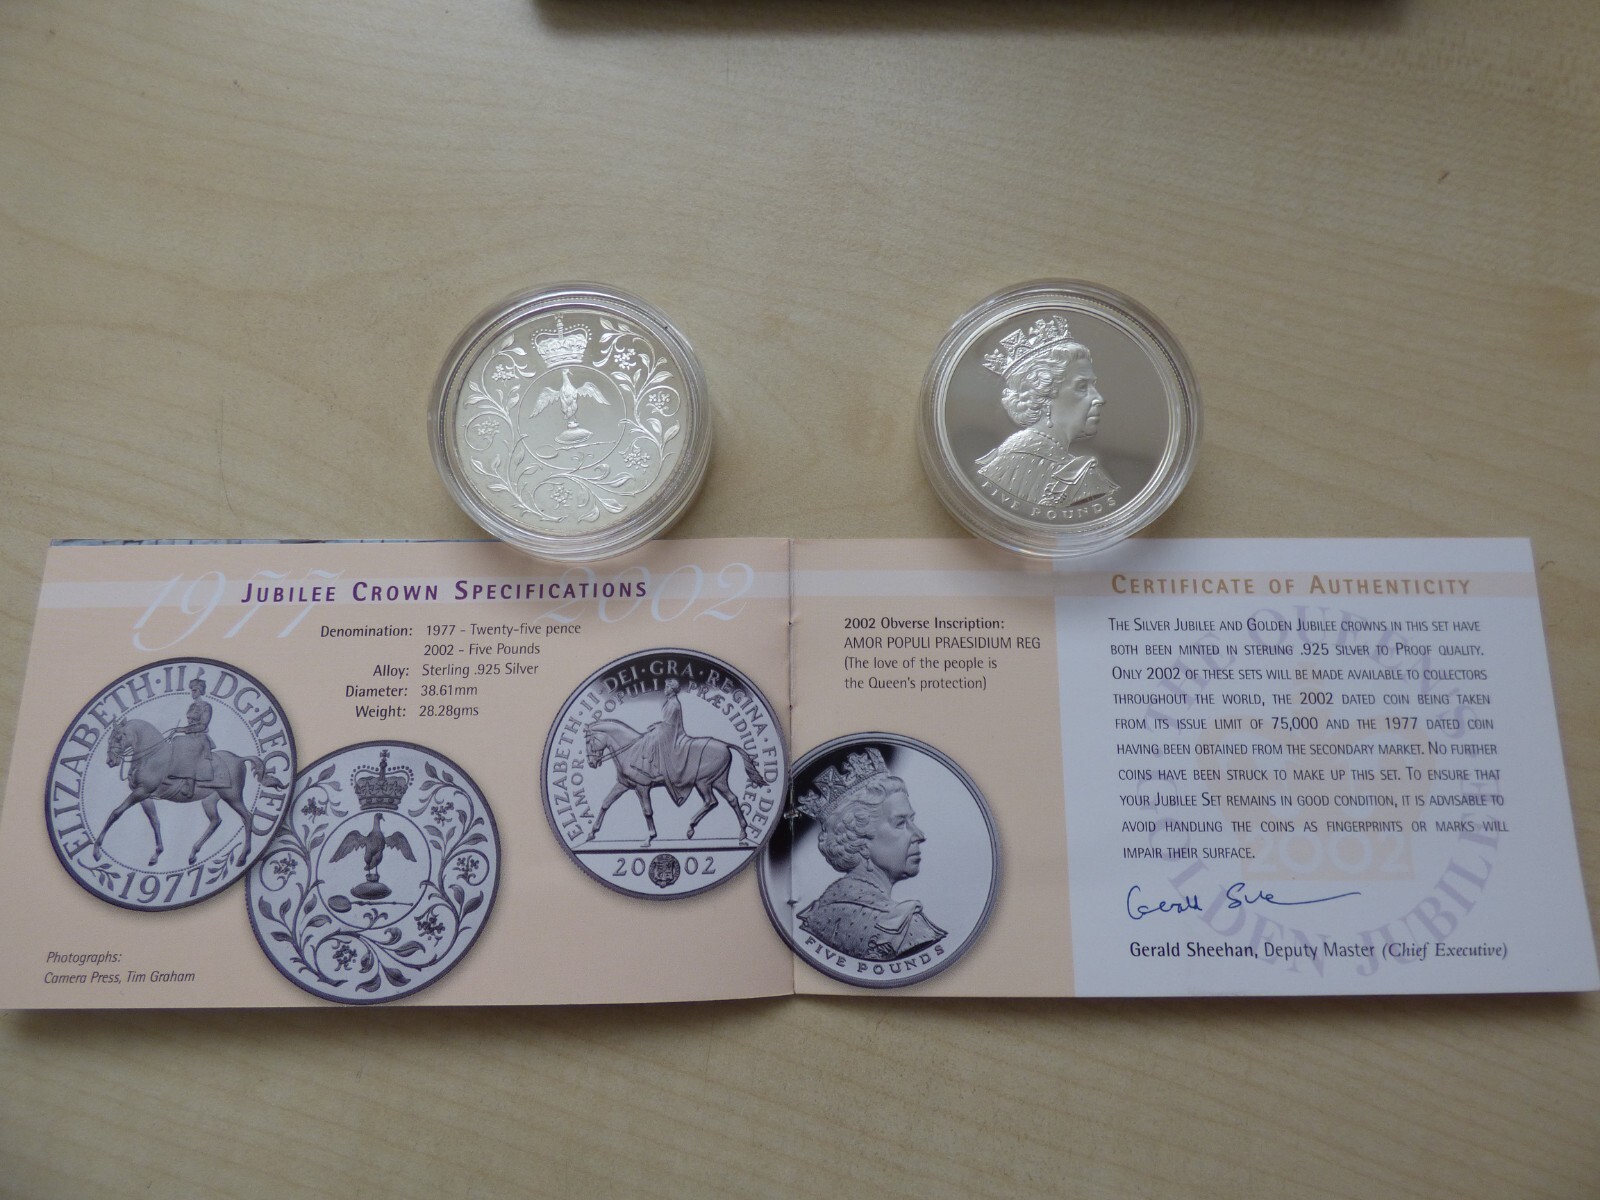 FIVE POUNDS
1977 2002
JUBILEE CROWN SPECIFICATIONS
Denomination: 1977 - Twenty-five pence
2002 - Five Pounds
Alloy: Sterling .925 Silver
Diameter: 38.61mm
Weight: 28.28gms
ELIZABETH·II D·G·REG F·D
1977
ELIZABETH·II·DEI·GRA·REGINA·FID·DEF
·AMOR·POPULI·PRÆSIDIUM·REG·
2002
Photographs:
Camera Press, Tim Graham
2002 Obverse Inscription:
AMOR POPULI PRAESIDIUM REG
(The love of the people is
the Queen's protection)
FIVE POUNDS
CERTIFICATE OF AUTHENTICITY
THE SILVER JUBILEE AND GOLDEN JUBILEE CROWNS IN THIS SET HAVE
BOTH BEEN MINTED IN STERLING .925 SILVER TO PROOF QUALITY.
ONLY 2002 OF THESE SETS WILL BE MADE AVAILABLE TO COLLECTORS
THROUGHOUT THE WORLD, THE 2002 DATED COIN BEING TAKEN
FROM ITS ISSUE LIMIT OF 75,000 AND THE 1977 DATED COIN
HAVING BEEN OBTAINED FROM THE SECONDARY MARKET. NO FURTHER
COINS HAVE BEEN STRUCK TO MAKE UP THIS SET. TO ENSURE THAT
YOUR JUBILEE SET REMAINS IN GOOD CONDITION, IT IS ADVISABLE TO
AVOID HANDLING THE COINS AS FINGERPRINTS OR MARKS WILL
IMPAIR THEIR SURFACE.
THE QUEEN'S GOLDEN JUBILEE
2002
Gerald Sheehan, Deputy Master (Chief Executive)